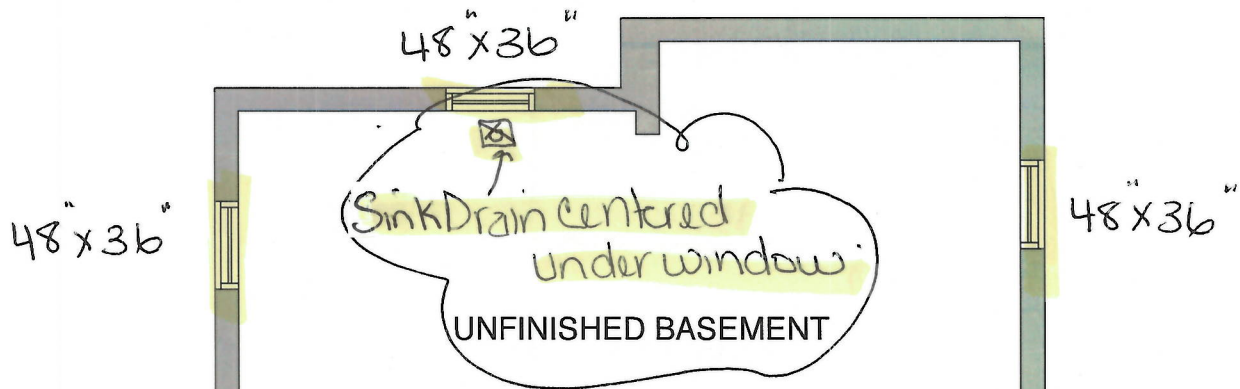 48"x36"
48"x36"
SinkDrain centered
under window
48"x36"
UNFINISHED BASEMENT